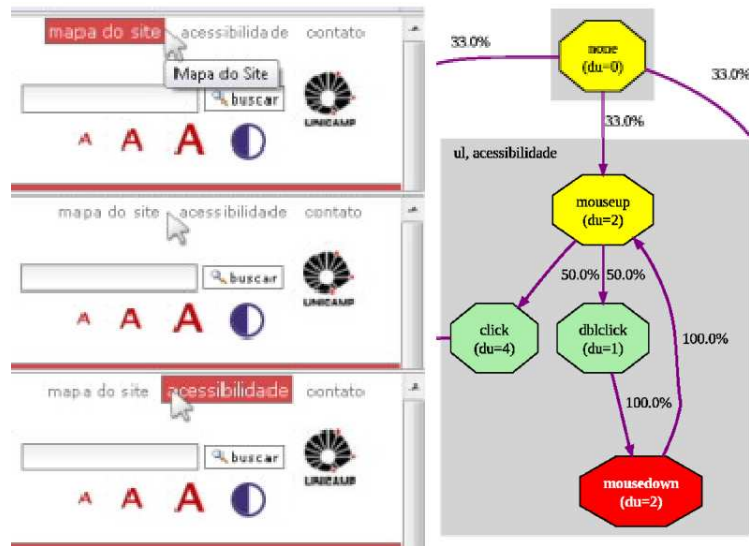 mapa do site acessibilidade contato
Mapa do Site
buscar
UNICAMP
A A A
mapa do site acessibilidade contato
buscar
UNICAMP
A A A
mapa do site acessibilidade contato
buscar
UNICAMP
A A A
none
(du=0)
33.0%
33.0%
33.0%
ul, acessibilidade
mouseup
(du=2)
50.0% 50.0%
click
(du=4)
dblclick
(du=1)
100.0%
100.0%
mousedown
(du=2)